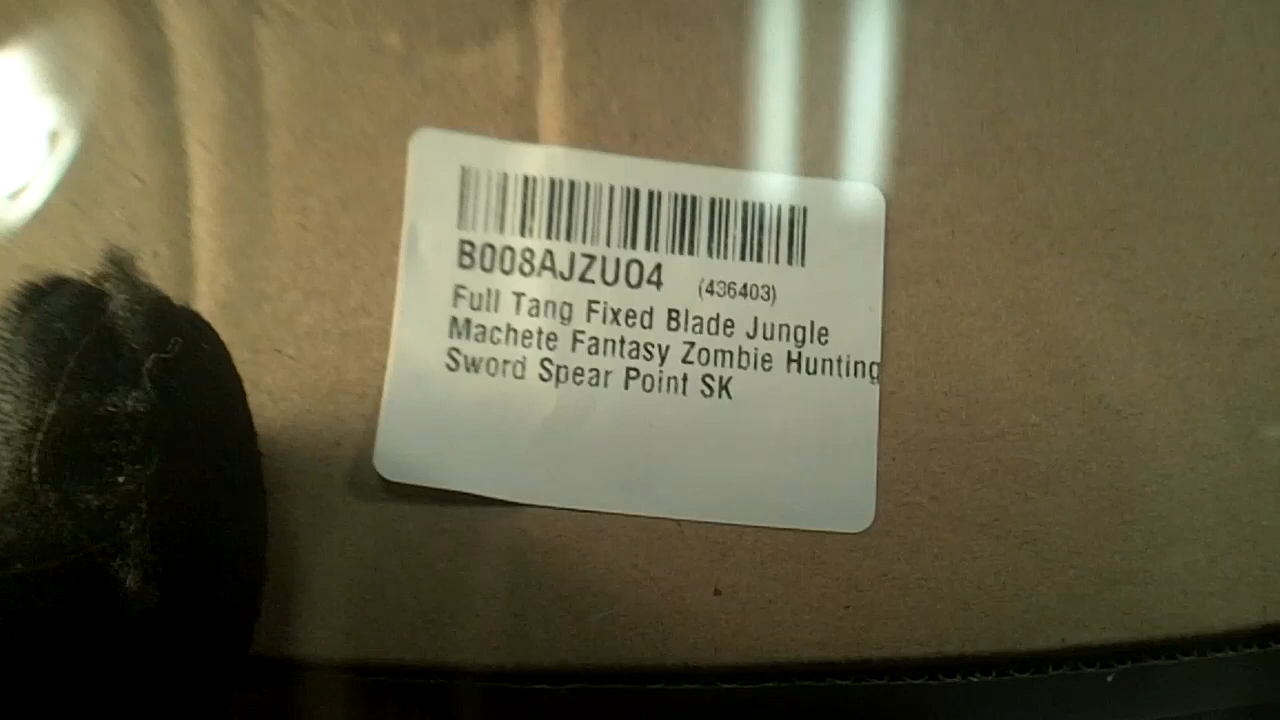 B008AJZUO4 (436403)
Full Tang Fixed Blade Jungle
Machete Fantasy Zombie Hunting
Sword Spear Point SK